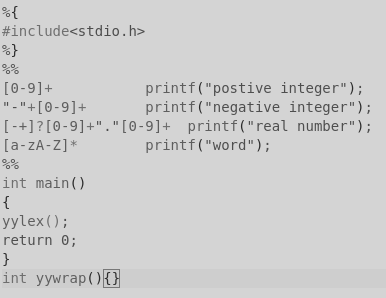 %{
#include<stdio.h>
%}
%%
[0-9]+           printf("postive integer");
"-"+[0-9]+       printf("negative integer");
[-+]?[0-9]+"."[0-9]+  printf("real number");
[a-zA-Z]*        printf("word");
%%
int main()
{
yylex();
return 0;
}
int yywrap(){}